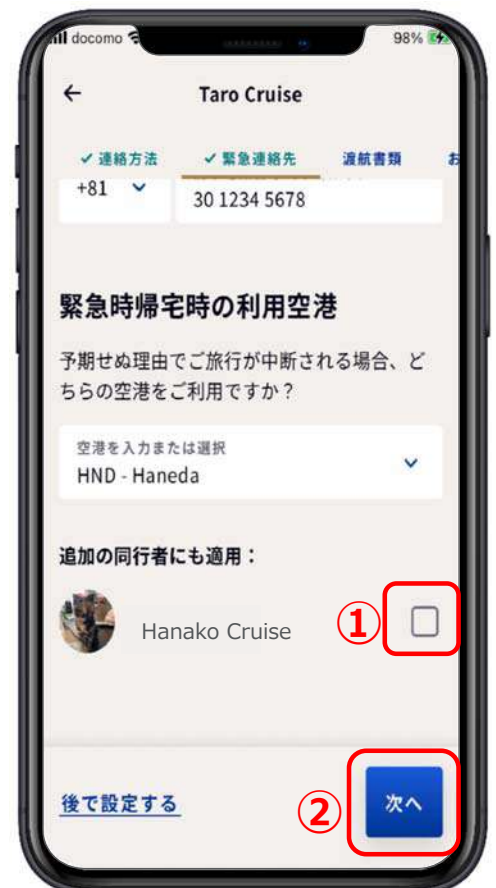 docomo 98%
← Taro Cruise
✓ 連絡方法 ✓ 緊急連絡先 渡航書類 お
+81 30 1234 5678
緊急時帰宅時の利用空港
予期せぬ理由でご旅行が中断される場合、ど
ちらの空港をご利用ですか？
空港を入力または選択
HND - Haneda
追加の同行者にも適用：
Hanako Cruise ①
後で設定する ② 次へ